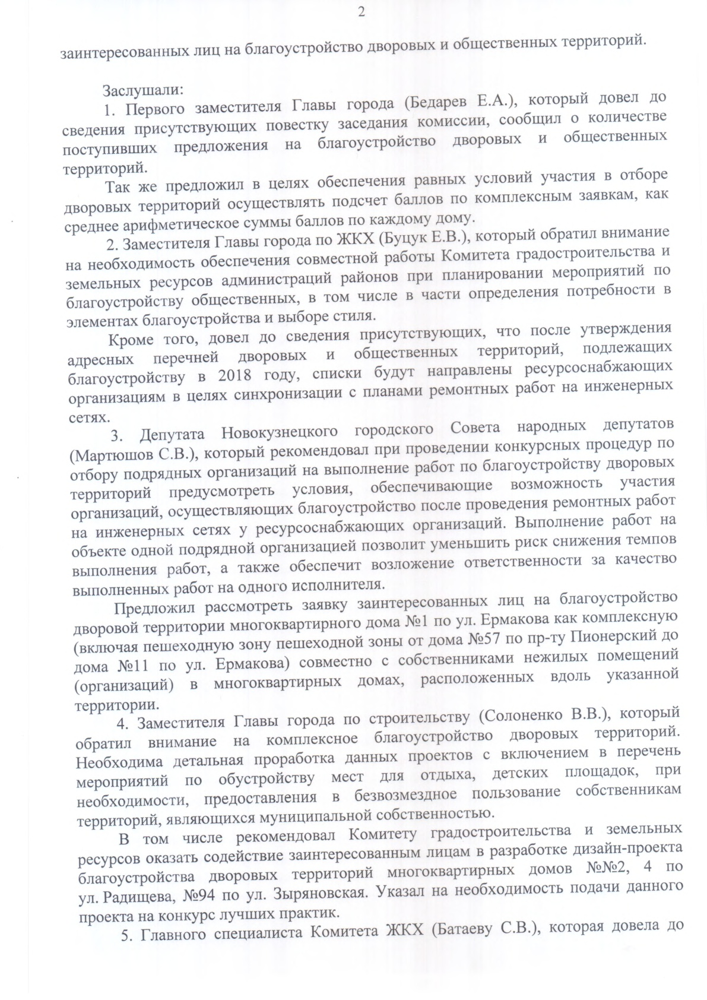 2
заинтересованных лиц на благоустройство дворовых и общественных территорий.
Заслушали:
1. Первого заместителя Главы города (Бедарев Е.А.), который довел до
сведения присутствующих повестку заседания комиссии, сообщил о количестве
поступивших предложения на благоустройство дворовых и общественных
территорий.
Так же предложил в целях обеспечения равных условий участия в отборе
дворовых территорий осуществлять подсчет баллов по комплексным заявкам, как
среднее арифметическое суммы баллов по каждому дому.
2. Заместителя Главы города по ЖКХ (Буцук Е.В.), который обратил внимание
на необходимость обеспечения совместной работы Комитета градостроительства и
земельных ресурсов администраций районов при планировании мероприятий по
благоустройству общественных, в том числе в части определения потребности в
элементах благоустройства и выборе стиля.
Кроме того, довел до сведения присутствующих, что после утверждения
адресных перечней дворовых и общественных территорий, подлежащих
благоустройству в 2018 году, списки будут направлены ресурсоснабжающих
организациям в целях синхронизации с планами ремонтных работ на инженерных
сетях.
3. Депутата Новокузнецкого городского Совета народных депутатов
(Мартюшов С.В.), который рекомендовал при проведении конкурсных процедур по
отбору подрядных организаций на выполнение работ по благоустройству дворовых
территорий предусмотреть условия, обеспечивающие возможность участия
организаций, осуществляющих благоустройство после проведения ремонтных работ
на инженерных сетях у ресурсоснабжающих организаций. Выполнение работ на
объекте одной подрядной организацией позволит уменьшить риск снижения темпов
выполнения работ, а также обеспечит возложение ответственности за качество
выполненных работ на одного исполнителя.
Предложил рассмотреть заявку заинтересованных лиц на благоустройство
дворовой территории многоквартирного дома №1 по ул. Ермакова как комплексную
(включая пешеходную зону пешеходной зоны от дома №57 по пр-ту Пионерский до
дома №11 по ул. Ермакова) совместно с собственниками нежилых помещений
(организаций) в многоквартирных домах, расположенных вдоль указанной
территории.
4. Заместителя Главы города по строительству (Солоненко В.В.), который
обратил внимание на комплексное благоустройство дворовых территорий.
Необходима детальная проработка данных проектов с включением в перечень
мероприятий по обустройству мест для отдыха, детских площадок, при
необходимости, предоставления в безвозмездное пользование собственникам
территорий, являющихся муниципальной собственностью.
В том числе рекомендовал Комитету градостроительства и земельных
ресурсов оказать содействие заинтересованным лицам в разработке дизайн-проекта
благоустройства дворовых территорий многоквартирных домов №№2, 4 по
ул. Радищева, №94 по ул. Зыряновская. Указал на необходимость подачи данного
проекта на конкурс лучших практик.
5. Главного специалиста Комитета ЖКХ (Батаеву С.В.), которая довела до